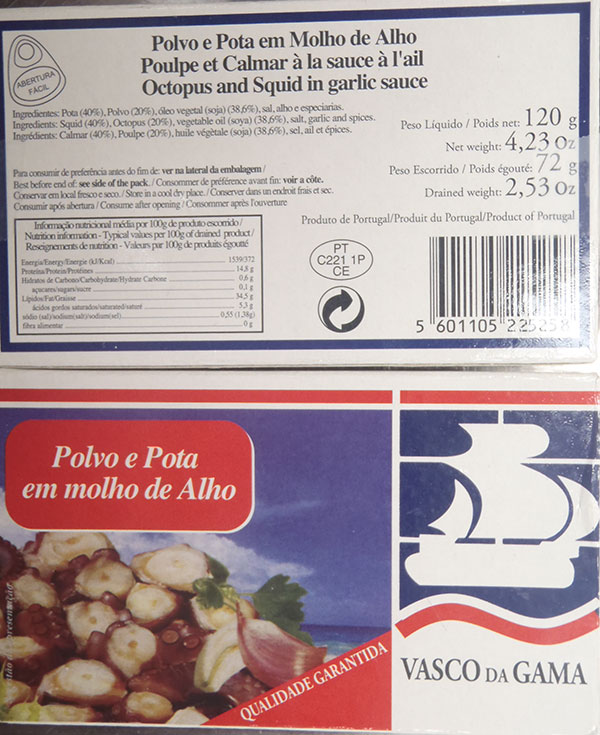 ABERTURA
FACIL
Polvo e Pota em Molho de Alho
Poulpe et Calmar à la sauce à l'ail
Octopus and Squid in garlic sauce
Ingredientes: Pota (40%), Polvo (20%), óleo vegetal (soja) (38,6%), sal, alho e especiarias.
Ingredients: Squid (40%), Octopus (20%), vegetable oil (soya) (38,6%), salt, garlic and spices.
Ingrédients: Calmar (40%), Poulpe (20%), huile végètale (soja) (38,6%), sel, ail et épices.
Peso Líquido / Poids net: 120 g
Net weight: 4,23 oz
Peso Escorrido / Poids égouté: 72 g
Drained weight: 2,53 oz
Para consumir de preferência antes do fim de: ver na lateral da embalagem /
Best before end of: see side of the pack. / Consommer de préférence avant fin: voir a côte.
Conservar em local fresco e seco. / Store in a cool dry place. / Conserver dans un endroit frais et sec.
Consumir após abertura / Consume after opening / Consommer après l'ouverture
Produto de Portugal/Produit du Portugal/Product of Portugal
Informação nutricional média por 100g de produto escorrido/
Nutrition information - Typical values per 100g of drained product/
Reseignements de nutrition - Valeurs par 100g de produits égoutté
Energia/Energy/Energie (kJ/Kcal) 1539/372
Proteína/Protein/Protéines 14,8 g
Hidratos de Carbono/Carbohydrate/Hydrate Carbone 0,6 g
açucares/sugars/sucre 0,1 g
Lípidos/Fat/Graisse 34,5 g
ácidos gordos saturados/saturated/saturé 5,3 g
sódio (sal)/sodium(salt)/sodium(sel) 0,55 (1,38g)
fibra alimentar 0 g
PT
C221 1P
CE
5 601105 225258
Polvo e Pota
em molho de Alho
QUALIDADE GARANTIDA
VASCO DA GAMA